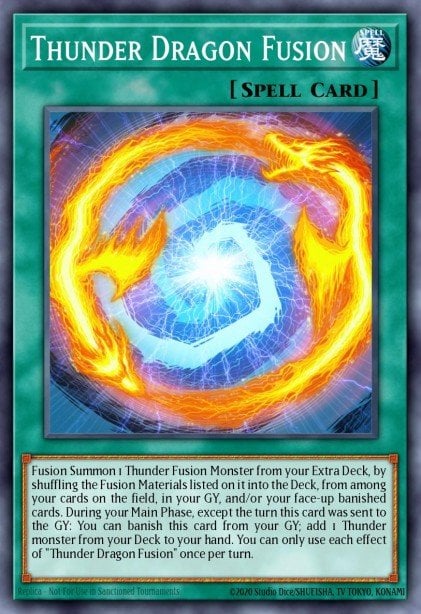 THUNDER DRAGON FUSION
SPELL
魔
[SPELL CARD]
Fusion Summon 1 Thunder Fusion Monster from your Extra Deck, by
shuffling the Fusion Materials listed on it into the Deck, from among
your cards on the field, in your GY, and/or your face-up banished
cards. During your Main Phase, except the turn this card was sent to
the GY: You can banish this card from your GY; add 1 Thunder
monster from your Deck to your hand. You can only use each effect
of "Thunder Dragon Fusion" once per turn.
Replica - Not For Use in Sanctioned Tournaments
©2020 Studio Dice/SHUEISHA, TV TOKYO, KONAMI